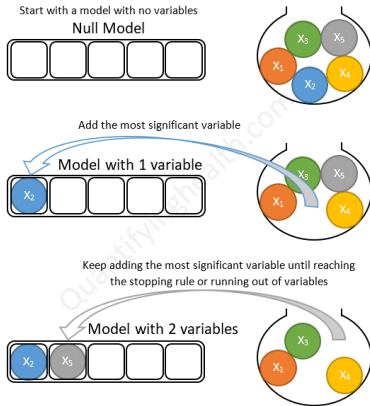 Start with a model with no variables
Null Model
X₃
X₅
X₁
X₄
X₂
Add the most significant variable
Model with 1 variable
X₂
X₃
X₅
X₁
X₄
Keep adding the most significant variable until reaching
the stopping rule or running out of variables
Model with 2 variables
X₂
X₅
X₃
X₁
X₄
Quantifyinghealth.com